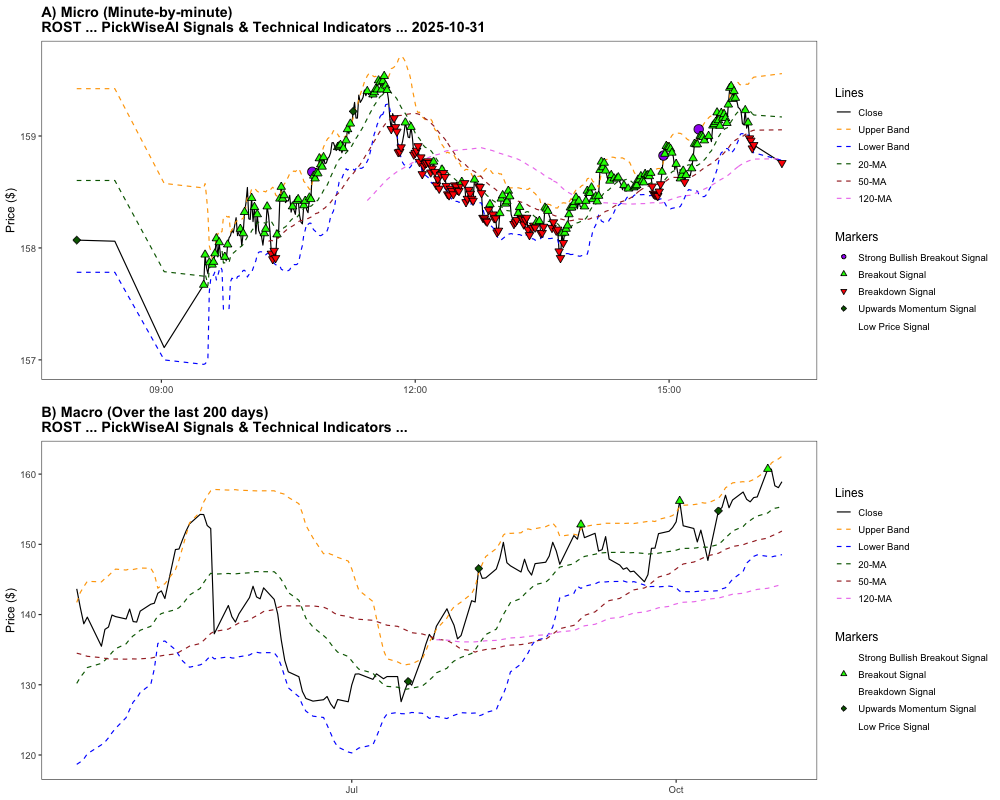 A) Micro (Minute-by-minute)
ROST ... PickWiseAI Signals & Technical Indicators ... 2025-10-31
Price ($)
159
158
157
09:00
12:00
15:00
Lines
Close
Upper Band
Lower Band
20-MA
50-MA
120-MA
Markers
Strong Bullish Breakout Signal
Breakout Signal
Breakdown Signal
Upwards Momentum Signal
Low Price Signal
B) Macro (Over the last 200 days)
ROST ... PickWiseAI Signals & Technical Indicators ...
Price ($)
160
150
140
130
120
Jul
Oct
Lines
Close
Upper Band
Lower Band
20-MA
50-MA
120-MA
Markers
Strong Bullish Breakout Signal
Breakout Signal
Breakdown Signal
Upwards Momentum Signal
Low Price Signal